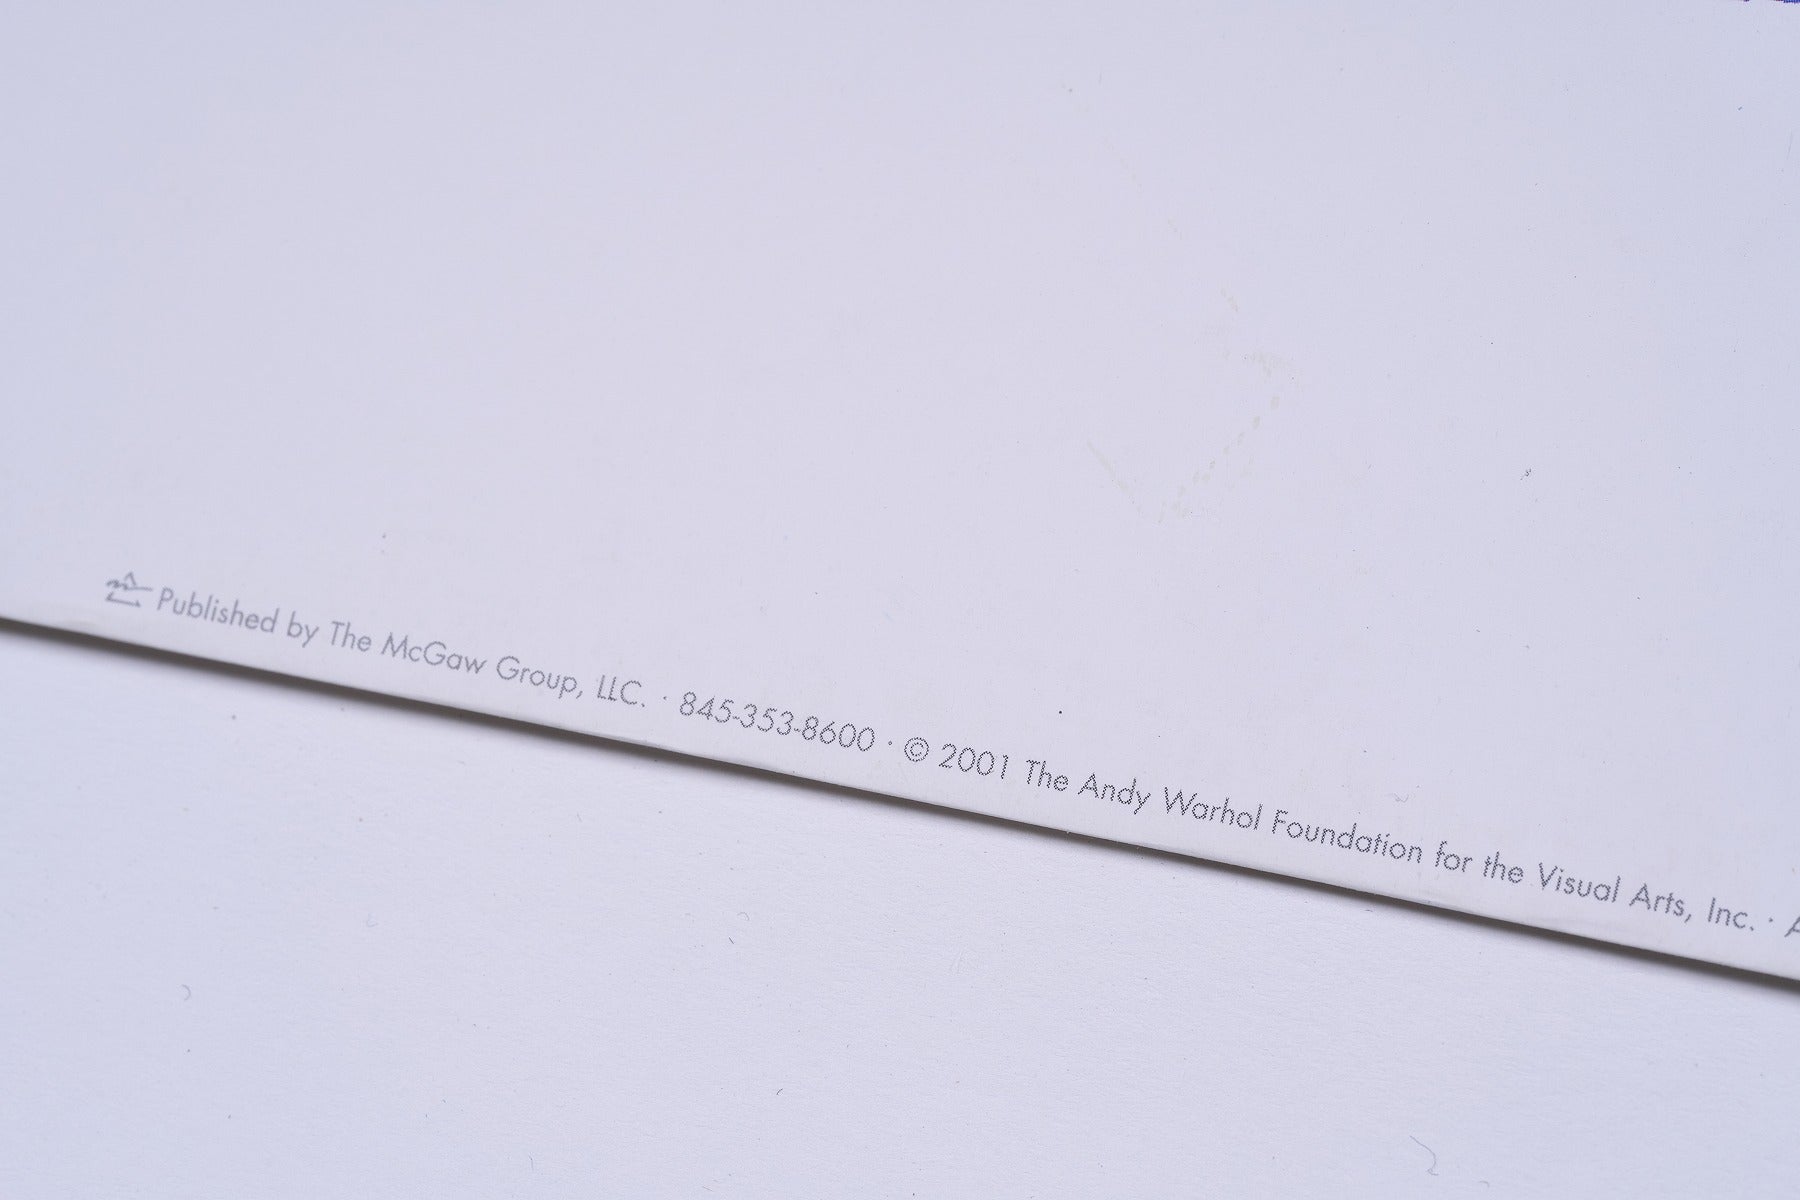 Published by The McGaw Group, LLC. · 845-353-8600 · © 2001 The Andy Warhol Foundation for the Visual Arts, Inc. ·